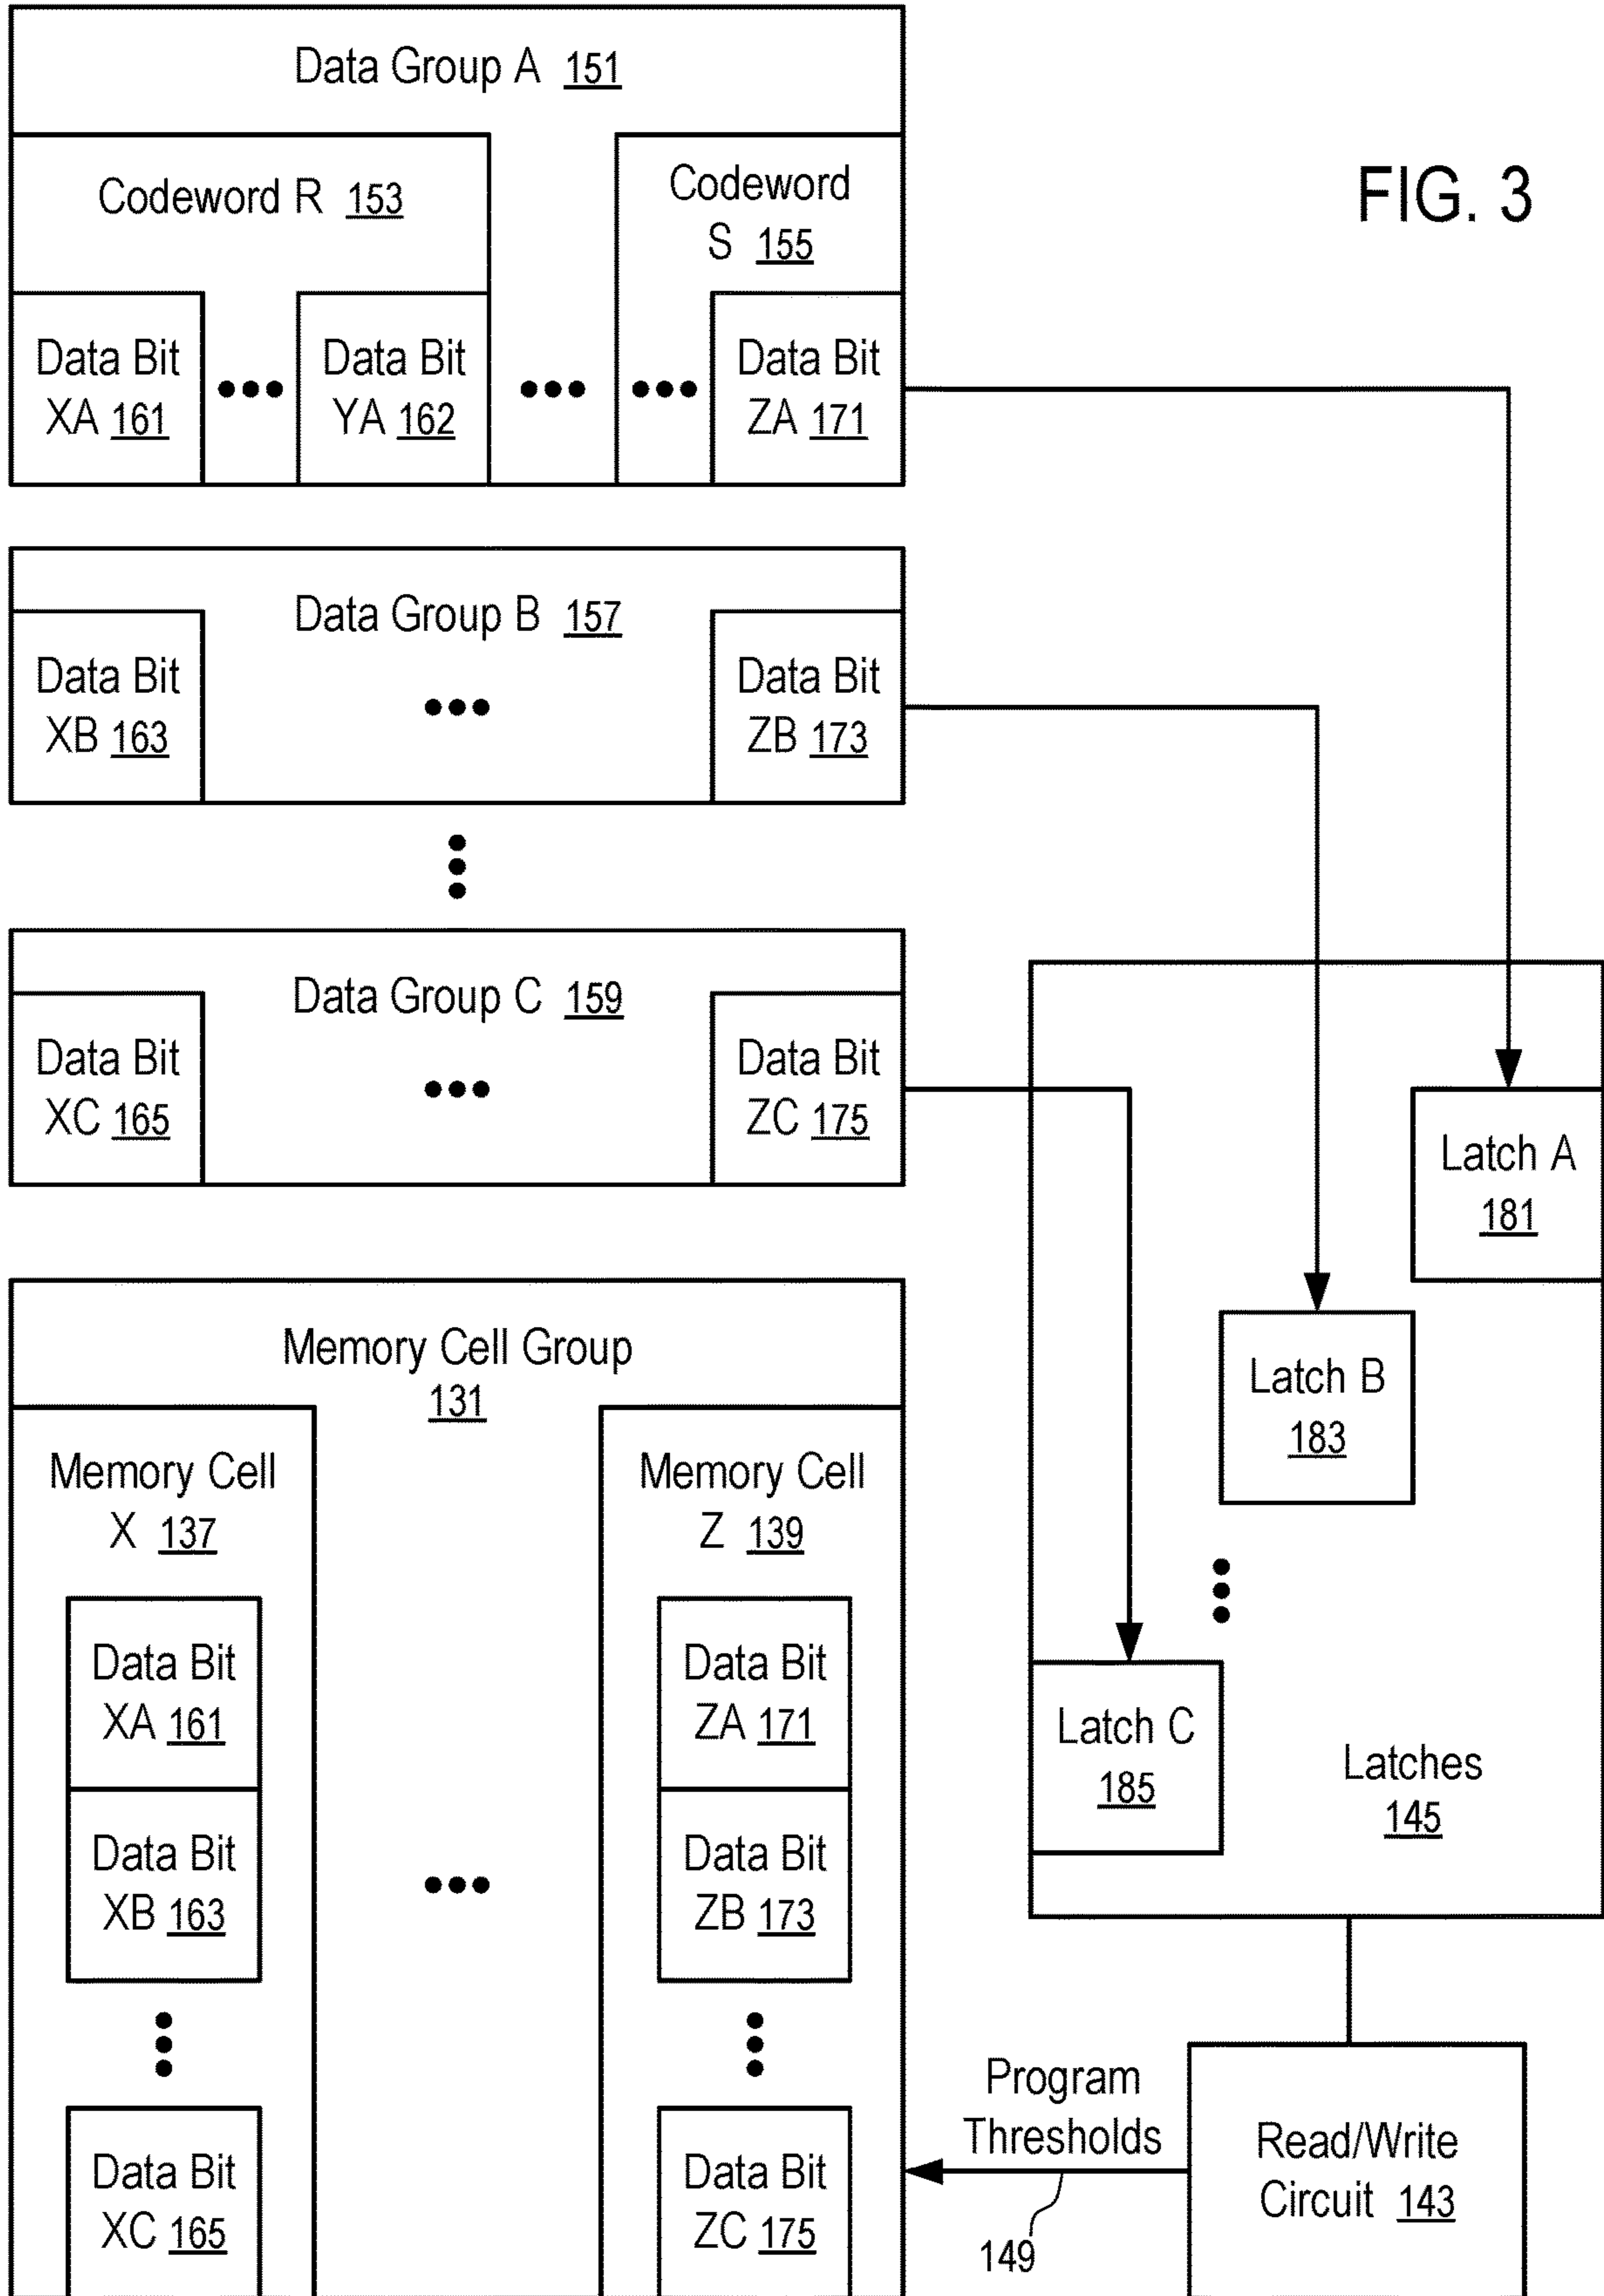 Data Group A 151
Codeword R 153
Codeword
S 155
FIG. 3
Data Bit
XA 161
Data Bit
YA 162
Data Bit
ZA 171
Data Group B 157
Data Bit
XB 163
Data Bit
ZB 173
Data Group C 159
Data Bit
XC 165
Data Bit
ZC 175
Latch A
181
Latch B
183
Latch C
185
Latches
145
Memory Cell Group
131
Memory Cell
X 137
Memory Cell
Z 139
Data Bit
XA 161
Data Bit
ZA 171
Data Bit
XB 163
Data Bit
ZB 173
Data Bit
XC 165
Data Bit
ZC 175
Program
Thresholds
149
Read/Write
Circuit 143